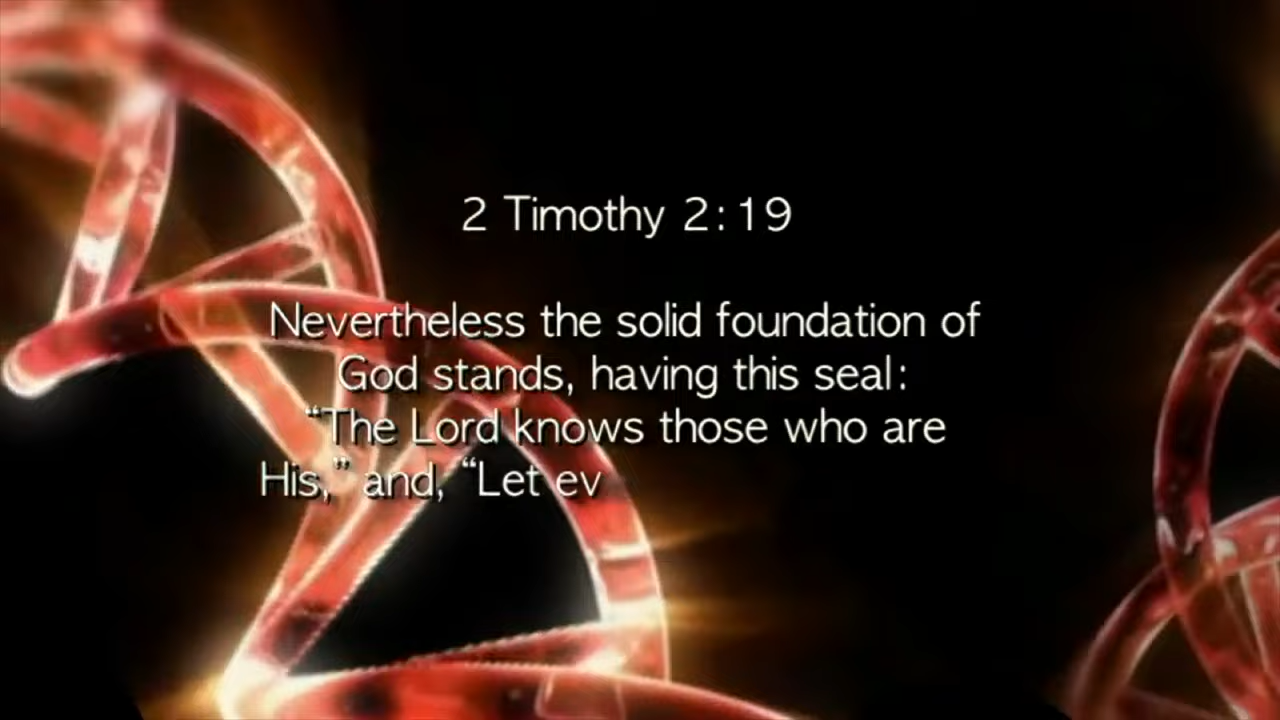 2 Timothy 2:19
Nevertheless the solid foundation of
God stands, having this seal:
“The Lord knows those who are
His,” and, “Let ev